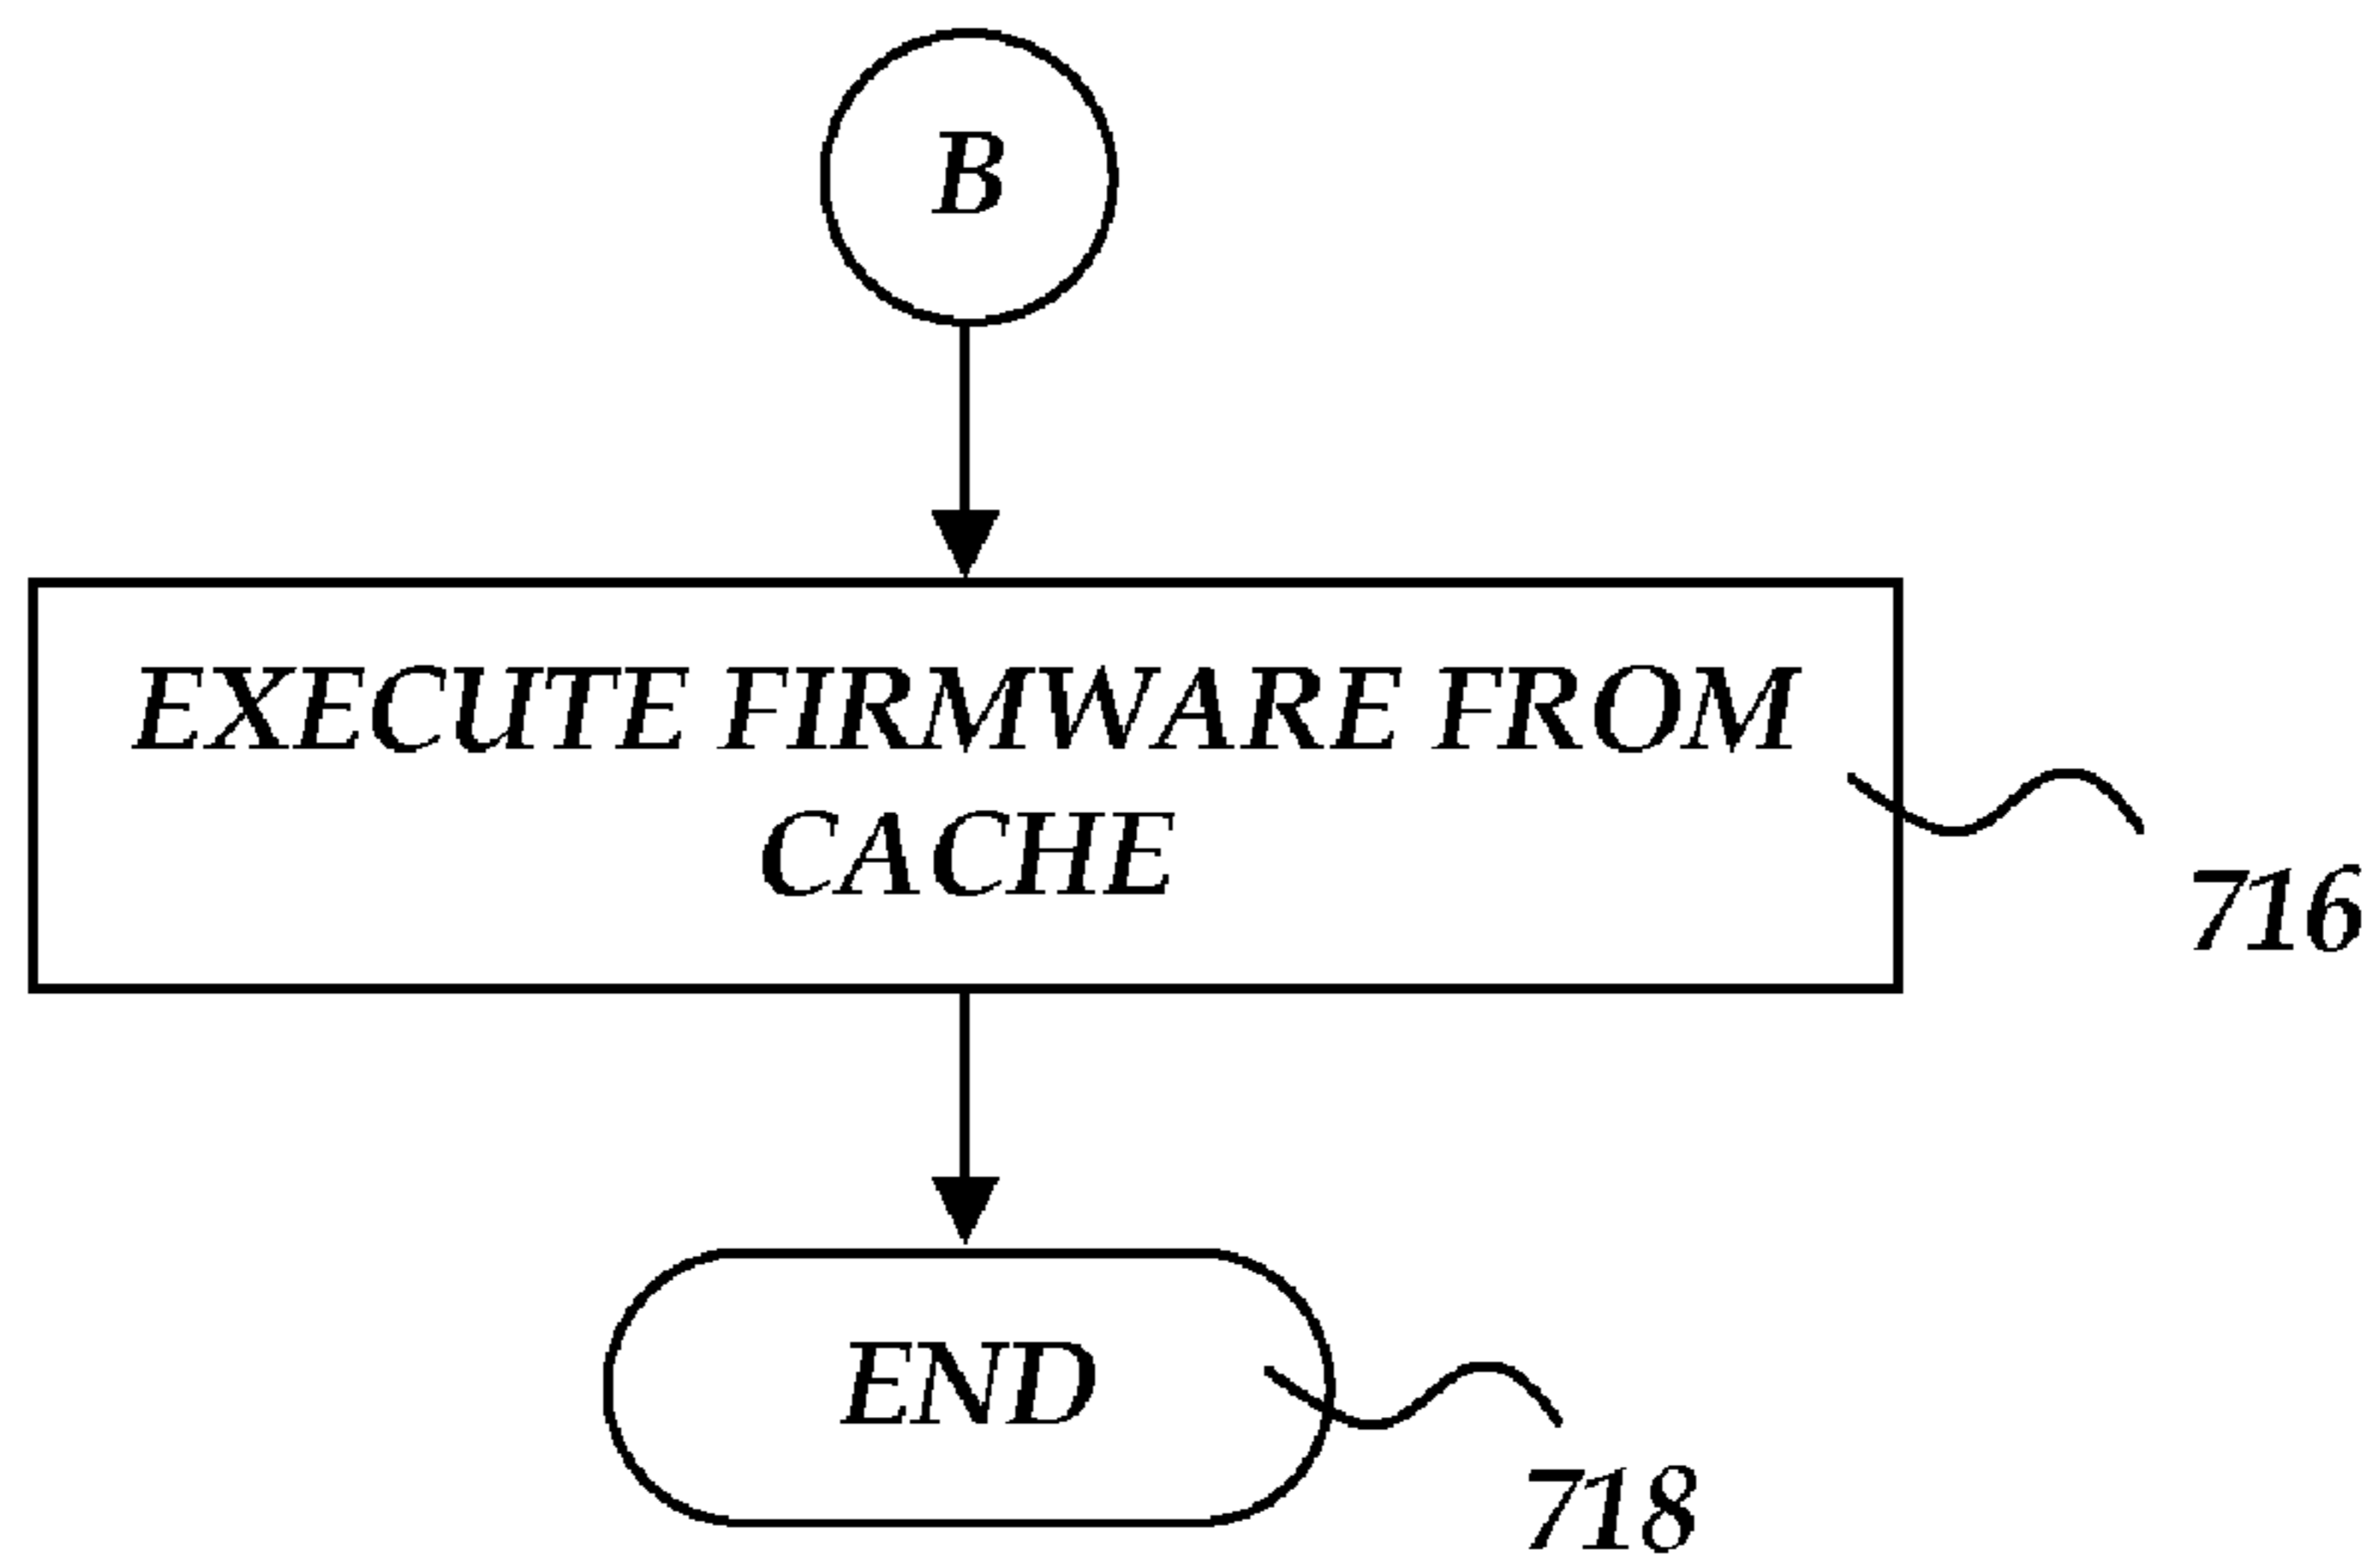 B
EXECUTE FIRMWARE FROM
CACHE
716
END
718